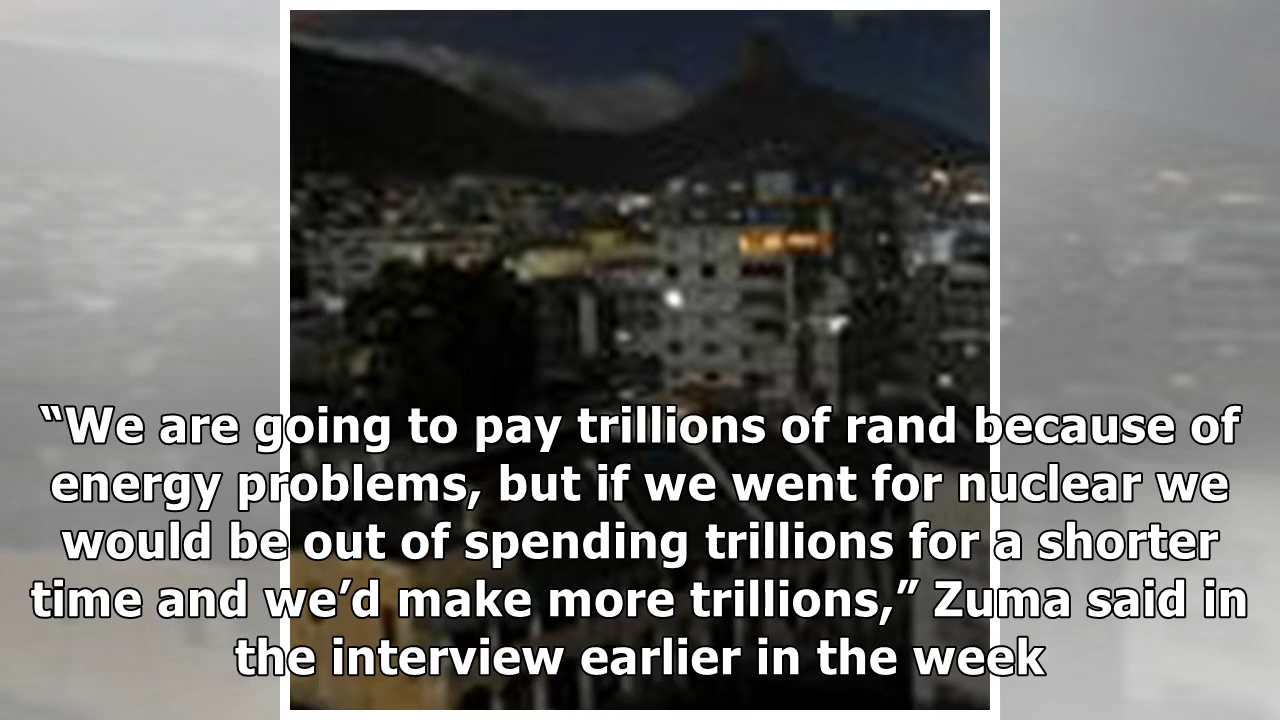 “We are going to pay trillions of rand because of
energy problems, but if we went for nuclear we
would be out of spending trillions for a shorter
time and we’d make more trillions,” Zuma said in
the interview earlier in the week